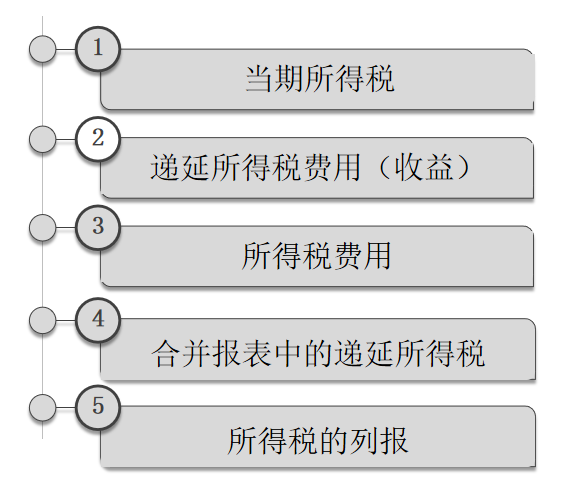 1
当期所得税
2
递延所得税费用（收益）
3
所得税费用
4
合并报表中的递延所得税
5
所得税的列报